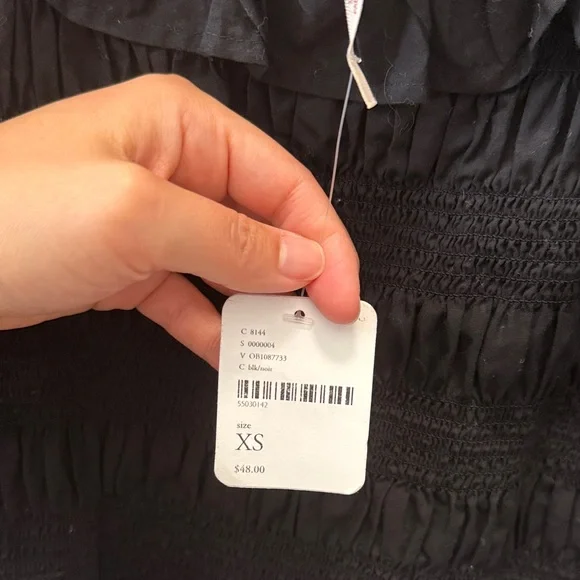 C 8144
S 0000004
V OB1087733
C blk/noir
55030142
size
XS
$48.00